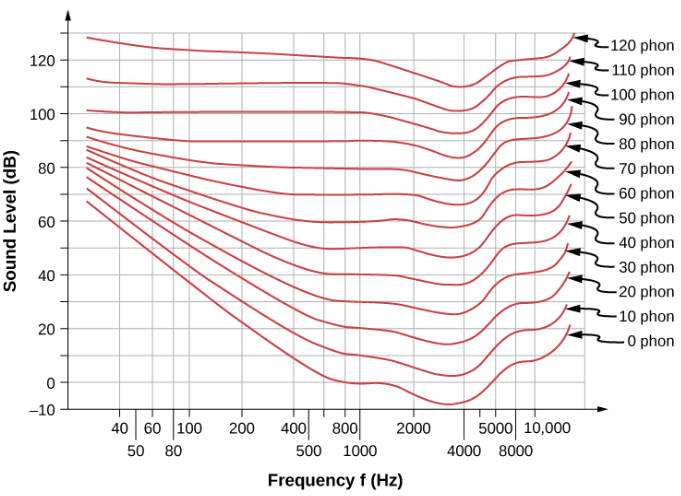 Sound Level (dB)
120
100
80
60
40
20
0
–10
120 phon
110 phon
100 phon
90 phon
80 phon
70 phon
60 phon
50 phon
40 phon
30 phon
20 phon
10 phon
0 phon
40 60 100 200 400 800 2000 5000 10,000
50 80 500 1000 4000 8000
Frequency f (Hz)